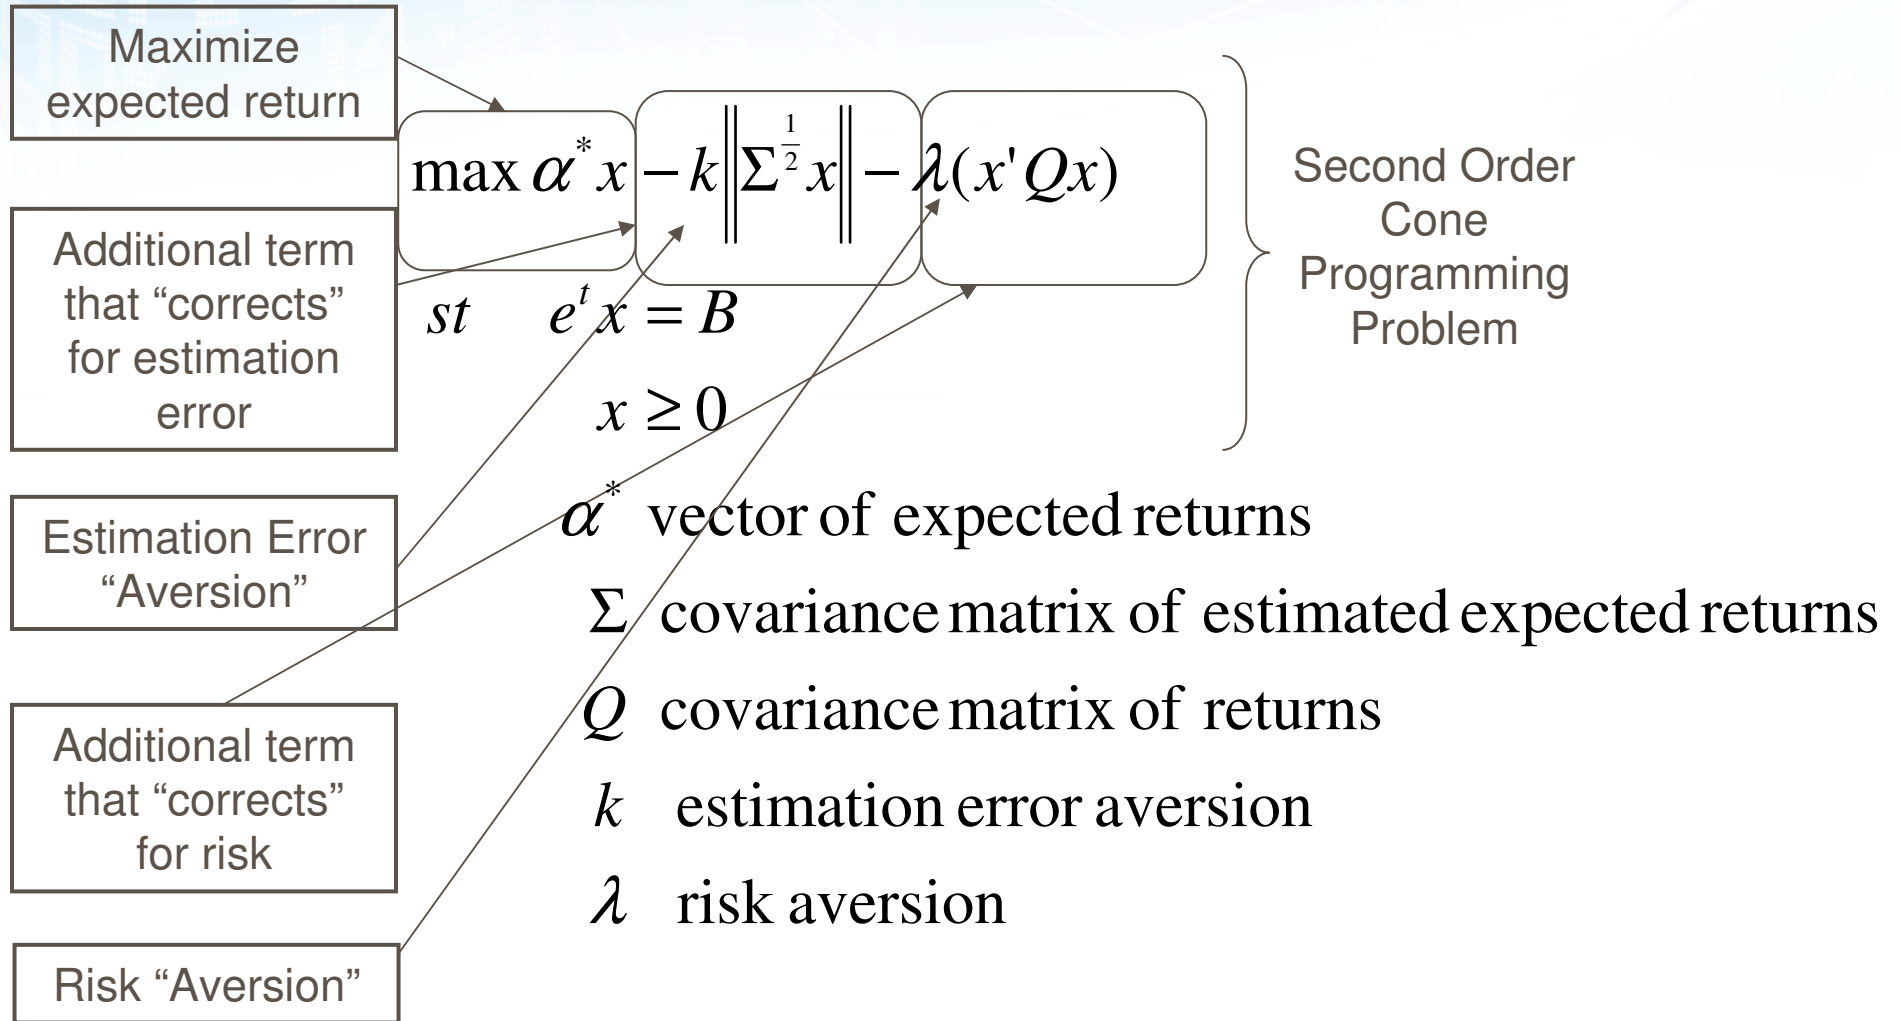 Maximize
expected return
Additional term
that “corrects”
for estimation
error
Estimation Error
“Aversion”
Additional term
that “corrects”
for risk
Risk “Aversion”
max α* x − k‖Σ^{1/2} x‖ − λ(x'Qx)
st e^t x = B
x ≥ 0
Second Order
Cone
Programming
Problem
α* vector of expected returns
Σ covariance matrix of estimated expected returns
Q covariance matrix of returns
k estimation error aversion
λ risk aversion